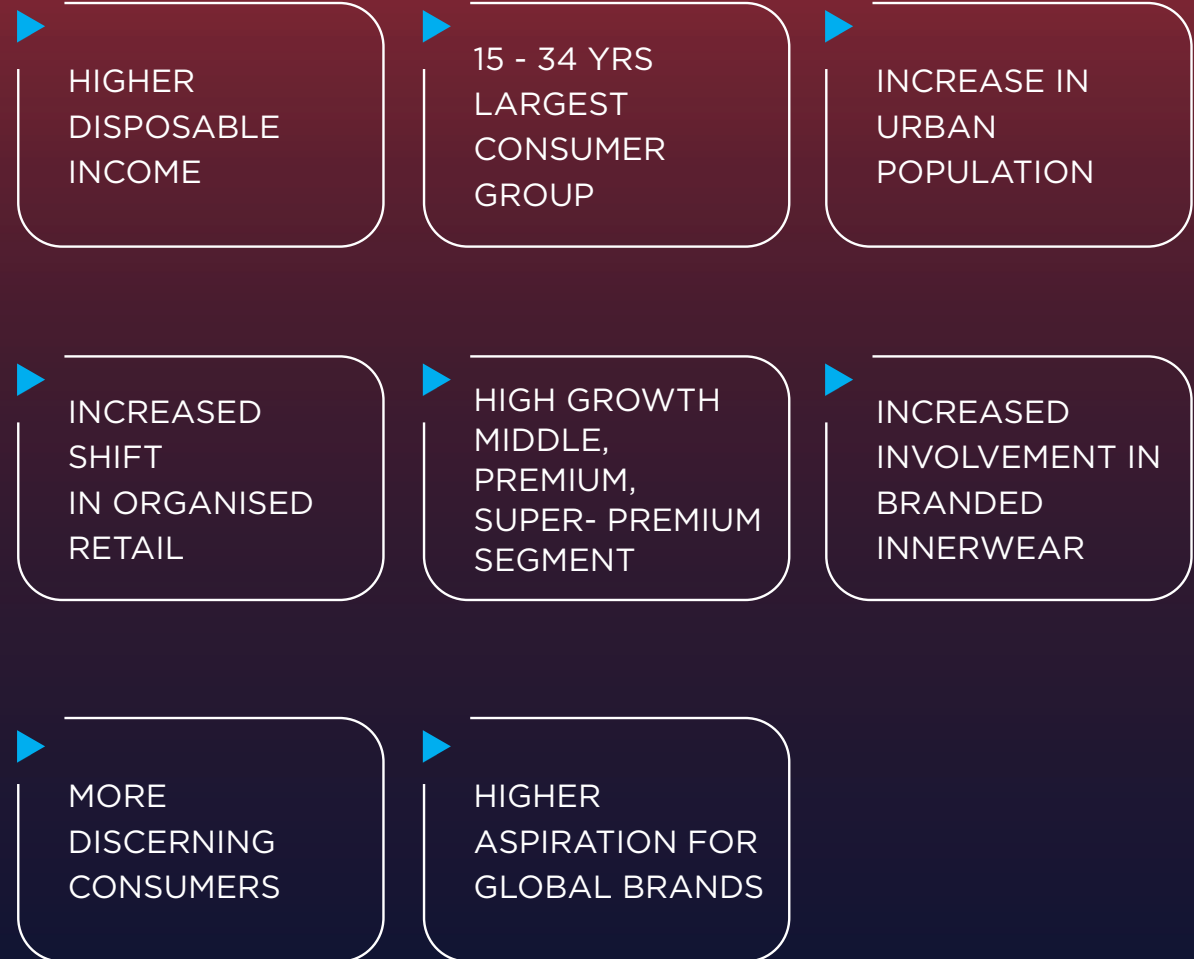 HIGHER
DISPOSABLE
INCOME
15 - 34 YRS
LARGEST
CONSUMER
GROUP
INCREASE IN
URBAN
POPULATION
INCREASED
SHIFT
IN ORGANISED
RETAIL
HIGH GROWTH
MIDDLE,
PREMIUM,
SUPER- PREMIUM
SEGMENT
INCREASED
INVOLVEMENT IN
BRANDED
INNERWEAR
MORE
DISCERNING
CONSUMERS
HIGHER
ASPIRATION FOR
GLOBAL BRANDS